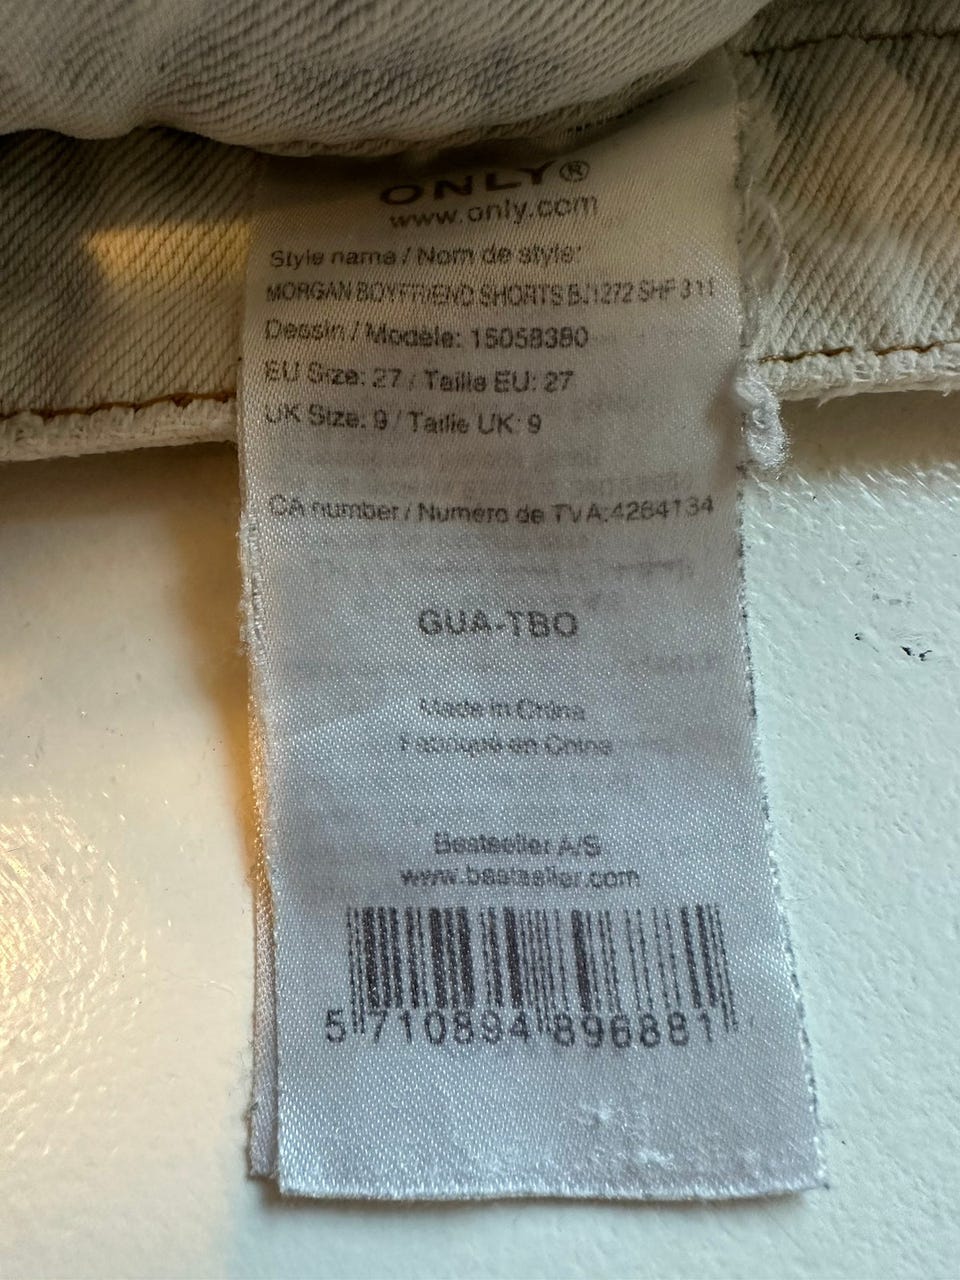 ONLY®
www.only.com
Style name / Nom de style:
MORGAN BOYFRIEND SHORTS BJ1272 SHF 311
Dessin / Modèle: 15058380
EU Size: 27 / Taille EU: 27
UK Size: 9 / Taille UK: 9
CA number / Numéro de TVA:4264134
GUA-TBO
Made in China
Fabriqué en Chine
Bestseller A/S
www.bestseller.com
5 710894 896881